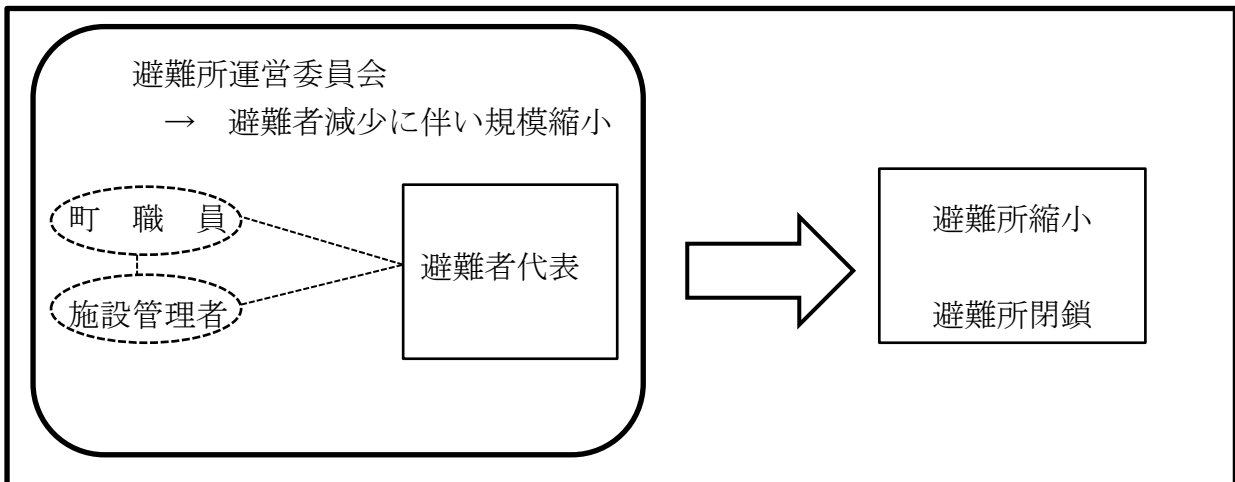 避難所運営委員会
→　避難者減少に伴い規模縮小
町　職　員
施設管理者
避難者代表
避難所縮小
避難所閉鎖